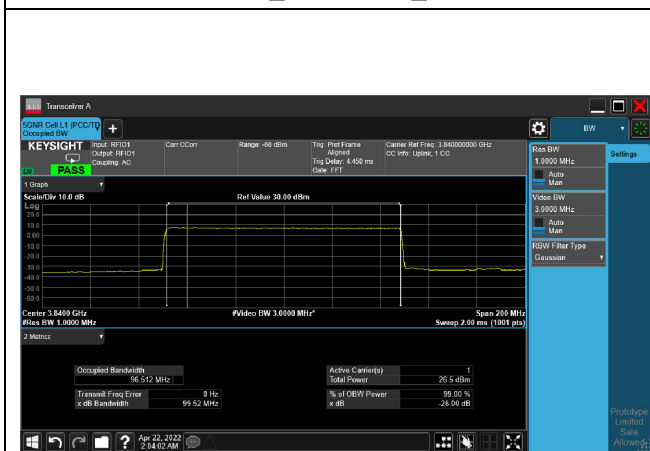 Transceiver A
5GNR Cell L1 (PCC/TD
Occupied BW
+
BW
KEYSIGHT
PASS
Input: RFIO1
Output: RFIO1
Coupling: AC
Corr CCorr
Range: -60 dBm
Trig: Prot Frame
Aligned
Trig Delay: 4.450 ms
Gate: FFT
Carrier Ref Freq: 3.840000000 GHz
CC Info: Uplink, 1 CC
Res BW
1.0000 MHz
Auto
Man
Settings
Video BW
3.0000 MHz
Auto
Man
RBW Filter Type
Gaussian
1 Graph
Scale/Div 10.0 dB
Ref Value 30.00 dBm
Log
20.0
10.0
0.00
-10.0
-20.0
-30.0
-40.0
-50.0
-60.0
Center 3.8400 GHz
#Video BW 3.0000 MHz*
Span 200 MHz
#Res BW 1.0000 MHz
Sweep 2.00 ms (1001 pts)
2 Metrics
Occupied Bandwidth
96.512 MHz
Active Carrier(s) 1
Total Power 26.5 dBm
Transmit Freq Error 0 Hz
x dB Bandwidth 99.52 MHz
% of OBW Power 99.00 %
x dB -26.00 dB
Prototype
Limited
Sale
Allowed
Apr 22, 2022
2:04:02 AM